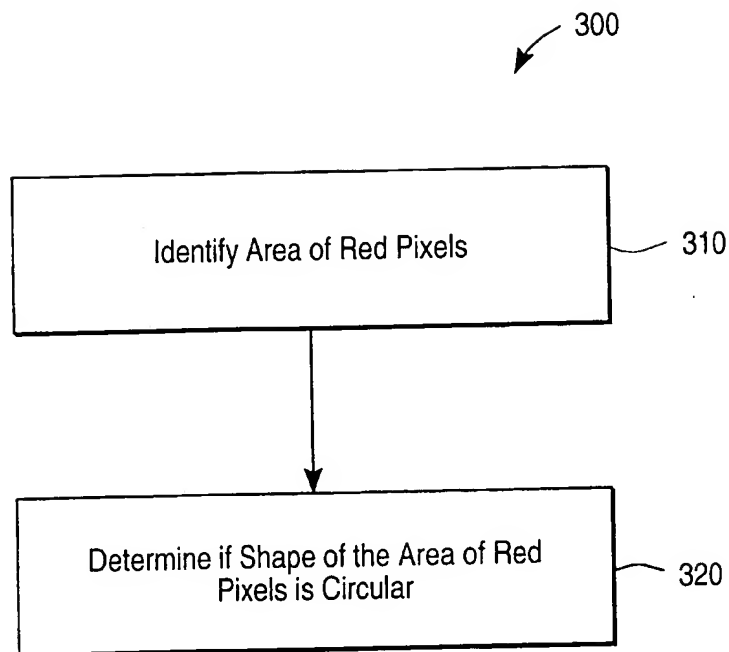 300
Identify Area of Red Pixels
310
Determine if Shape of the Area of Red
Pixels is Circular
320